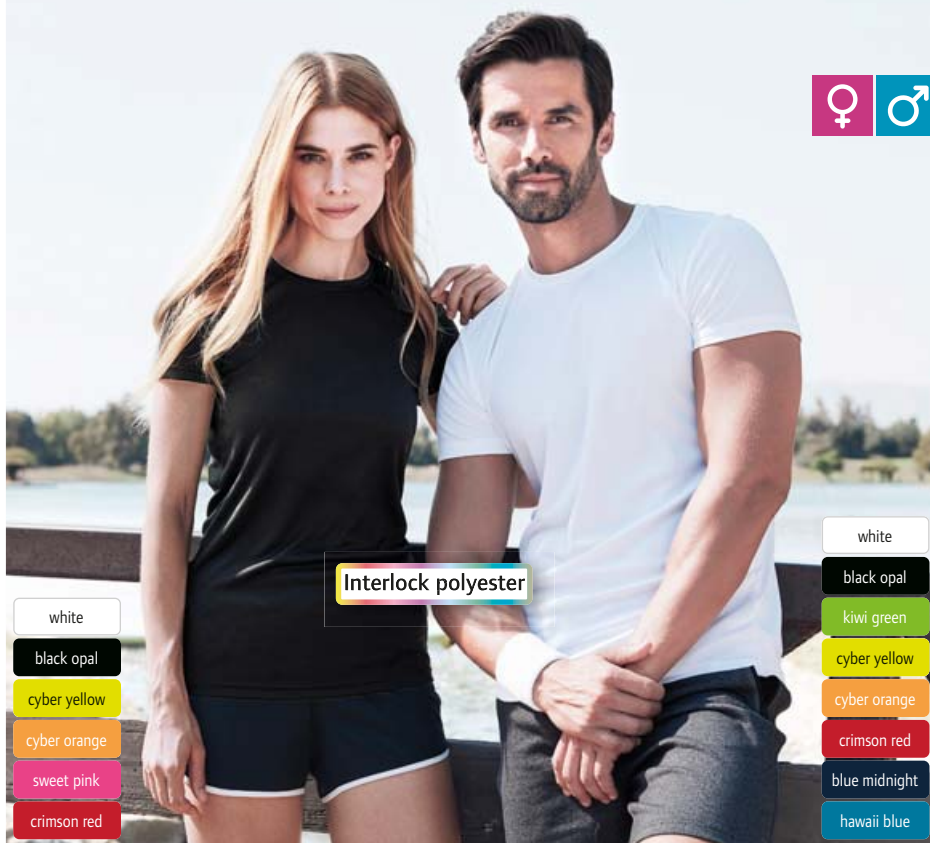 Interlock polyester
white
black opal
cyber yellow
cyber orange
sweet pink
crimson red
white
black opal
kiwi green
cyber yellow
cyber orange
crimson red
blue midnight
hawaii blue